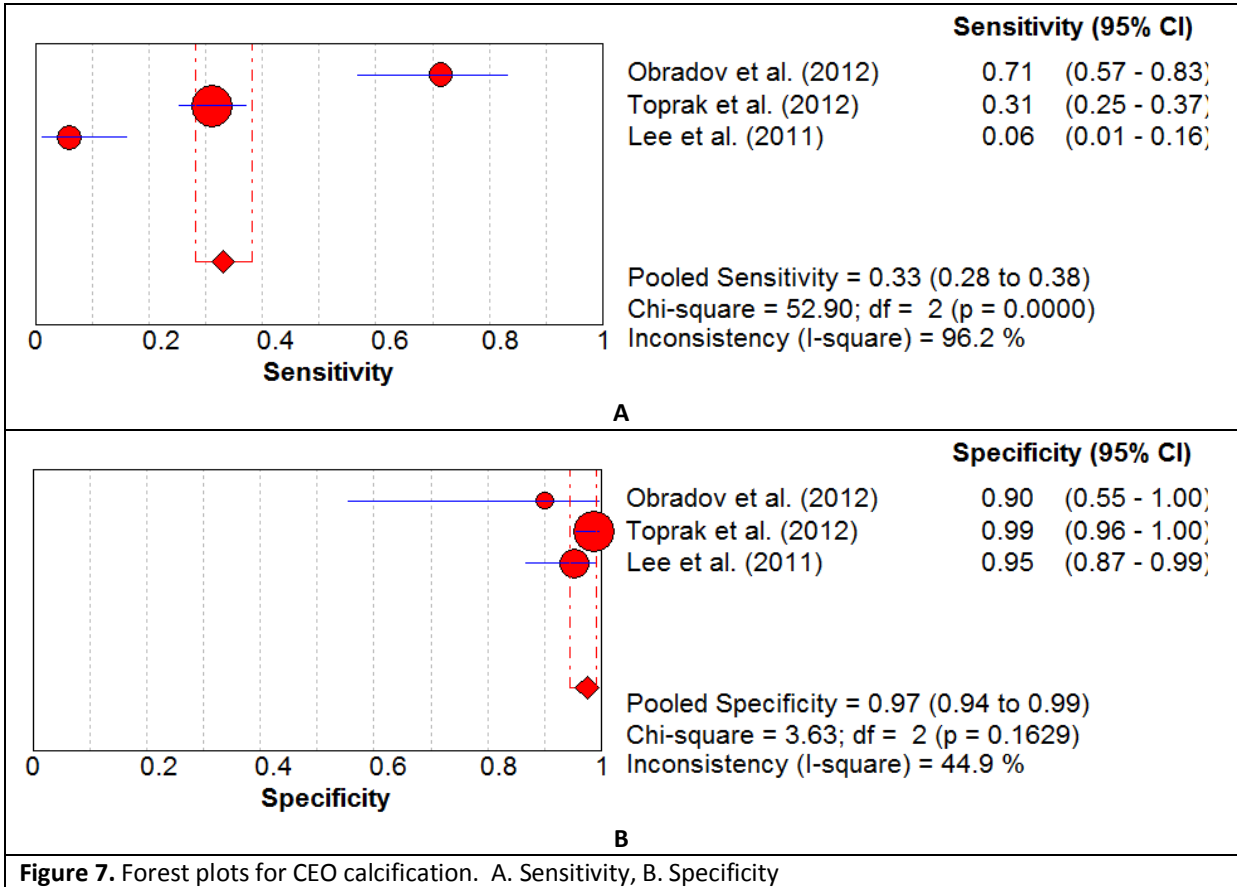 Sensitivity (95% CI)
Obradov et al. (2012) 0.71 (0.57 - 0.83)
Toprak et al. (2012) 0.31 (0.25 - 0.37)
Lee et al. (2011) 0.06 (0.01 - 0.16)
Pooled Sensitivity = 0.33 (0.28 to 0.38)
Chi-square = 52.90; df = 2 (p = 0.0000)
Inconsistency (I-square) = 96.2 %
0 0.2 0.4 0.6 0.8 1
Sensitivity
A
Specificity (95% CI)
Obradov et al. (2012) 0.90 (0.55 - 1.00)
Toprak et al. (2012) 0.99 (0.96 - 1.00)
Lee et al. (2011) 0.95 (0.87 - 0.99)
Pooled Specificity = 0.97 (0.94 to 0.99)
Chi-square = 3.63; df = 2 (p = 0.1629)
Inconsistency (I-square) = 44.9 %
0 0.2 0.4 0.6 0.8 1
Specificity
B
Figure 7. Forest plots for CEO calcification. A. Sensitivity, B. Specificity